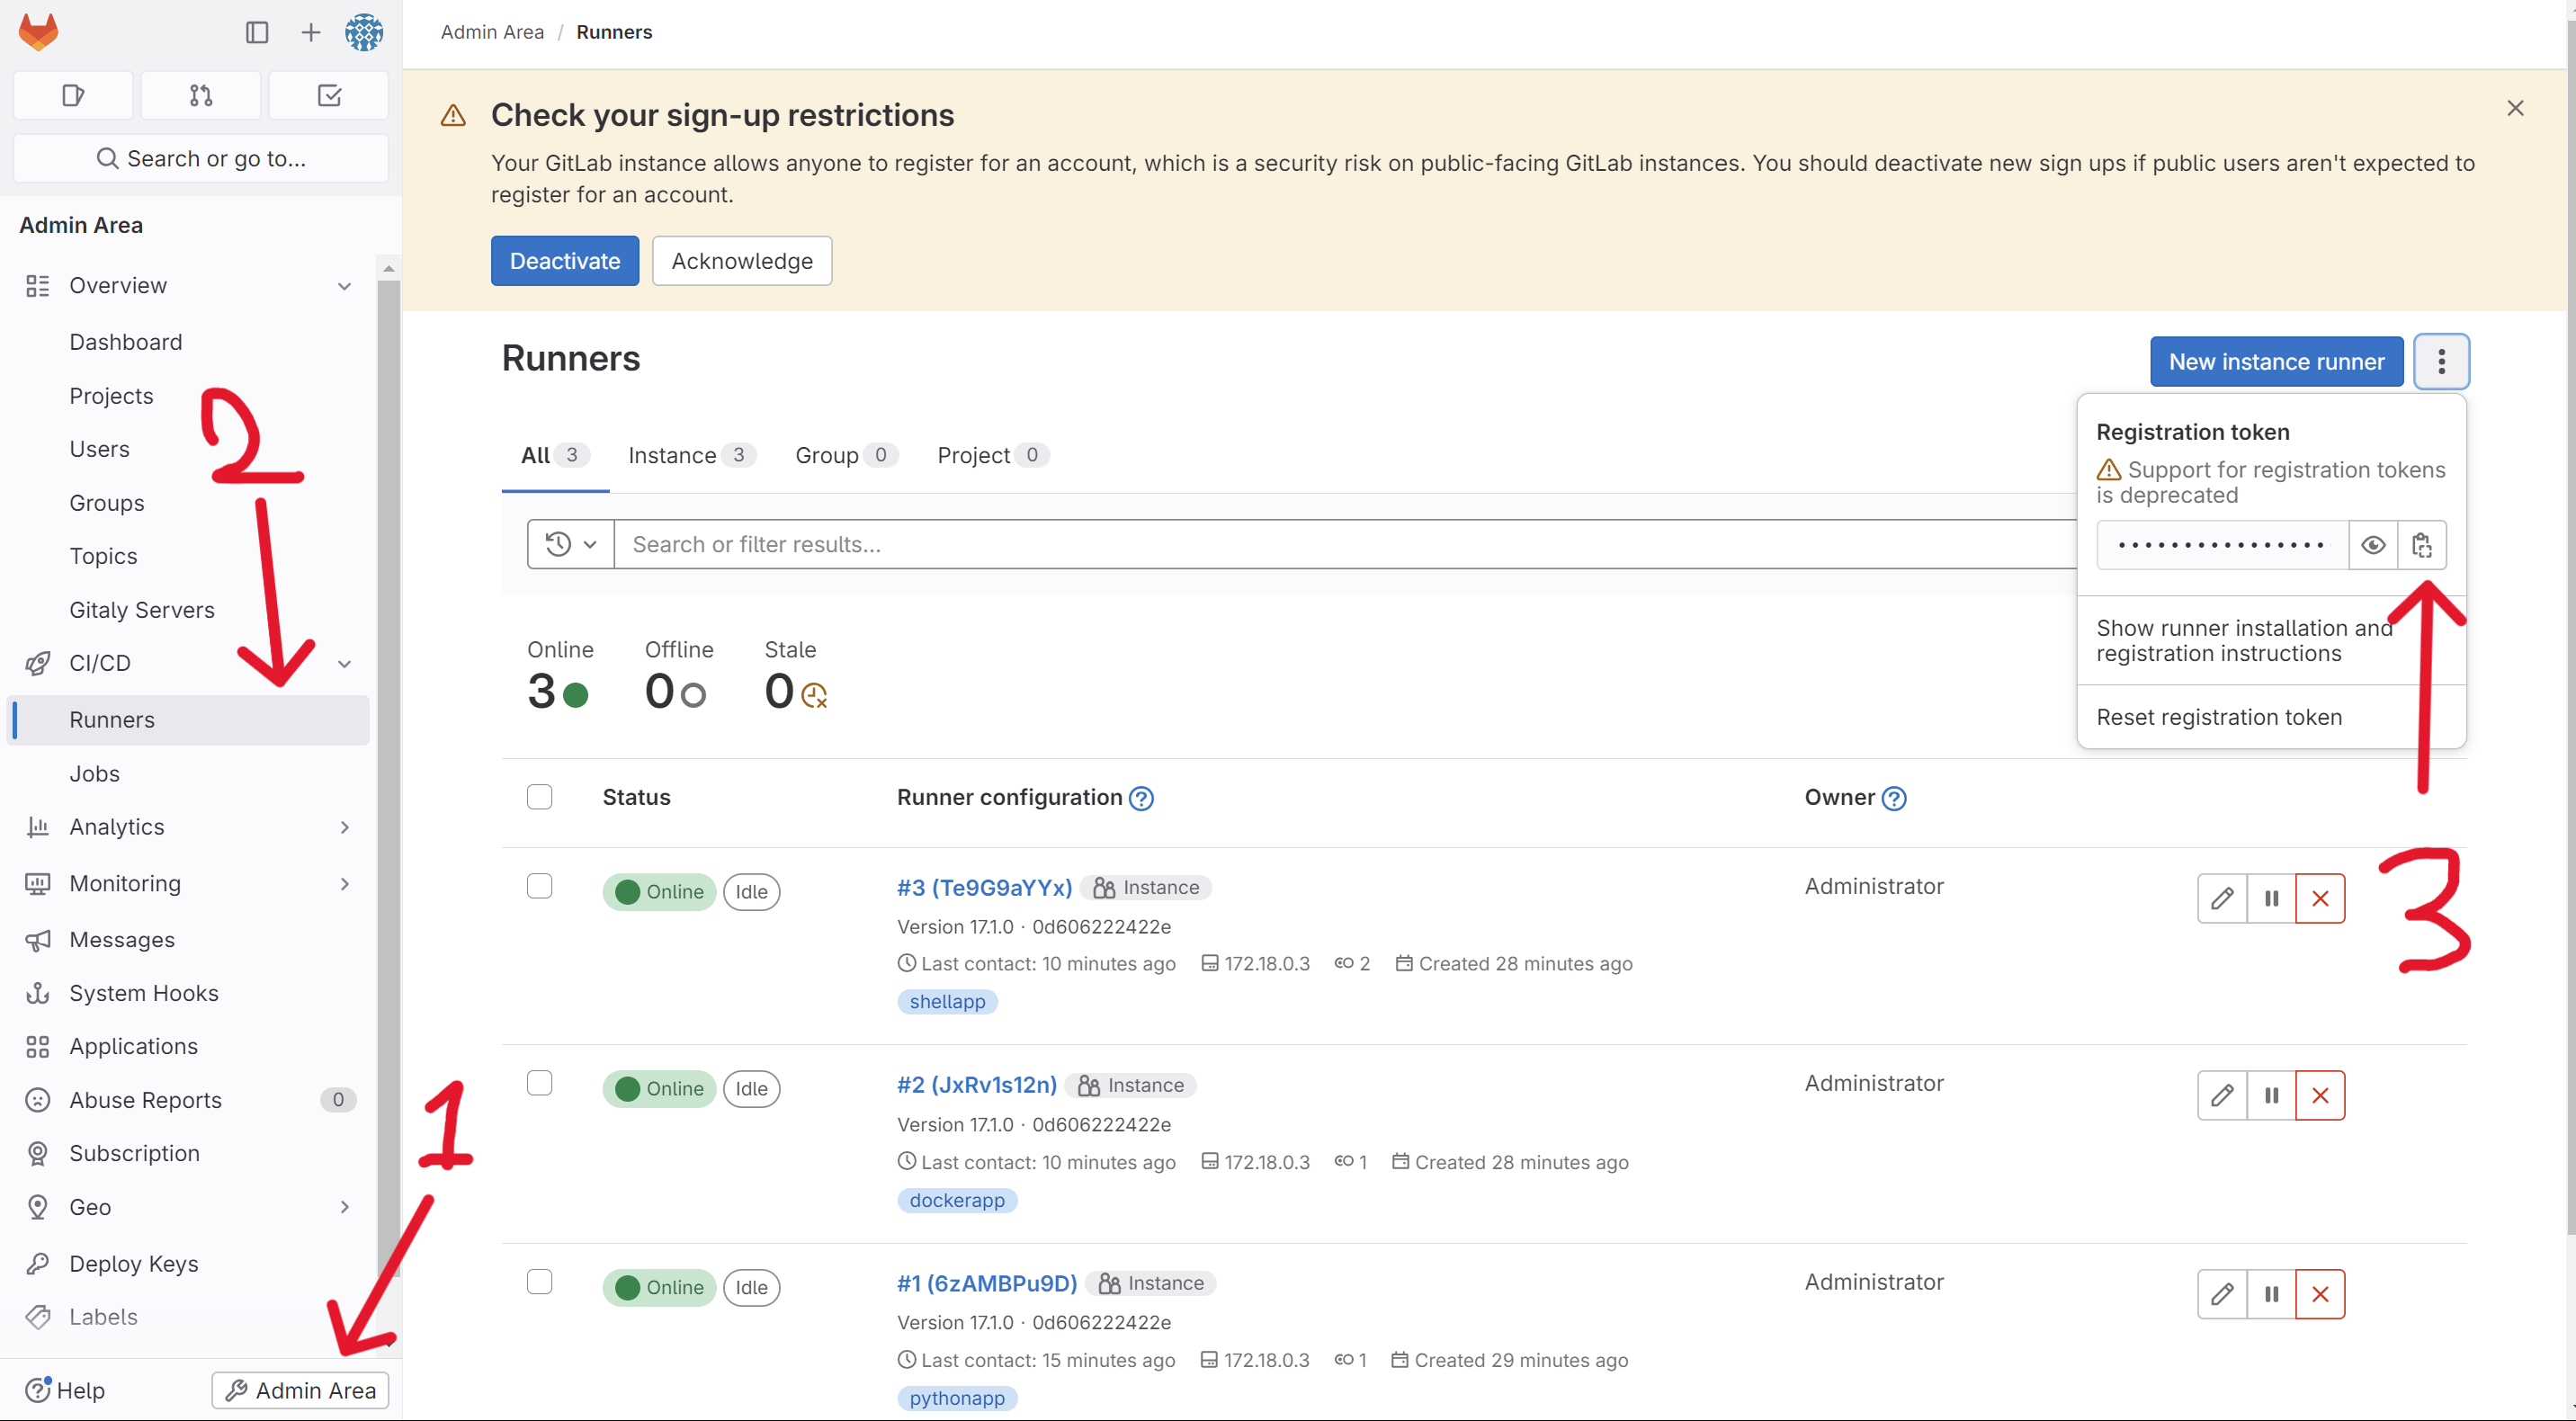 Admin Area / Runners
Search or go to...
Admin Area
Overview
Dashboard
Projects
Users
Groups
Topics
Gitaly Servers
CI/CD
Runners
Jobs
Analytics
Monitoring
Messages
System Hooks
Applications
Abuse Reports 0
Subscription
Geo
Deploy Keys
Labels
Help
Admin Area
2
1
Check your sign-up restrictions
Your GitLab instance allows anyone to register for an account, which is a security risk on public-facing GitLab instances. You should deactivate new sign ups if public users aren't expected to
register for an account.
Deactivate Acknowledge
Runners
New instance runner
Registration token
Support for registration tokens
is deprecated
••••••••••••••••
Show runner installation and
registration instructions
Reset registration token
3
All 3 Instance 3 Group 0 Project 0
Search or filter results...
Online Offline Stale
3 0 0
Status Runner configuration Owner
Online Idle #3 (Te9G9aYYx) Instance Administrator
Version 17.1.0 · 0d606222422e
Last contact: 10 minutes ago 172.18.0.3 2 Created 28 minutes ago
shellapp
Online Idle #2 (JxRv1s12n) Instance Administrator
Version 17.1.0 · 0d606222422e
Last contact: 10 minutes ago 172.18.0.3 1 Created 28 minutes ago
dockerapp
Online Idle #1 (6zAMBPu9D) Instance Administrator
Version 17.1.0 · 0d606222422e
Last contact: 15 minutes ago 172.18.0.3 1 Created 29 minutes ago
pythonapp